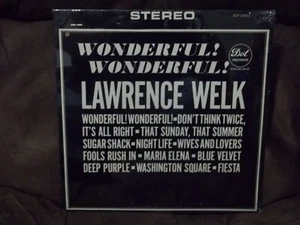 STEREO
WONDERFUL!
WONDERFUL!
Dot
RECORDS
LAWRENCE WELK
WONDERFUL! WONDERFUL!▪DON'T THINK TWICE,
IT'S ALL RIGHT▪THAT SUNDAY, THAT SUMMER
SUGAR SHACK▪NIGHT LIFE▪WIVES AND LOVERS
FOOLS RUSH IN▪MARIA ELENA▪BLUE VELVET
DEEP PURPLE▪WASHINGTON SQUARE▪FIESTA